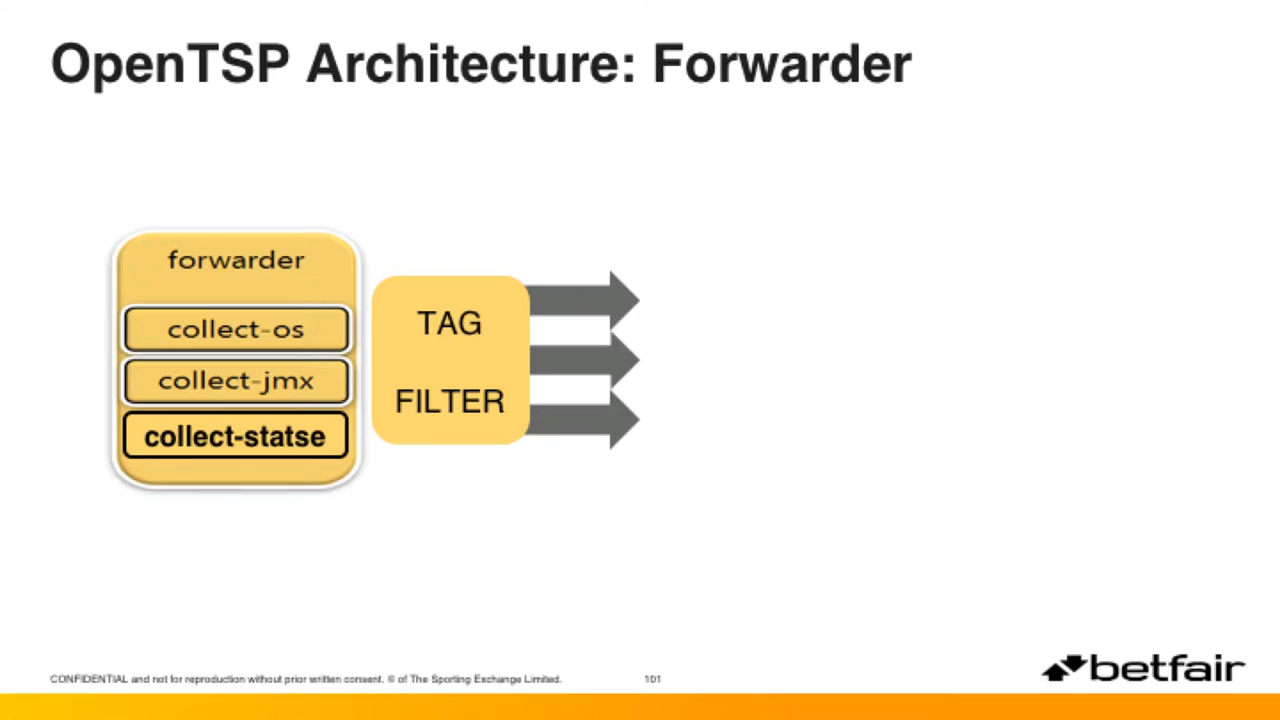 OpenTSP Architecture: Forwarder
forwarder
collect-os
collect-jmx
collect-statse
TAG
FILTER
CONFIDENTIAL and not for reproduction without prior written consent. © of The Sporting Exchange Limited.
101
betfair